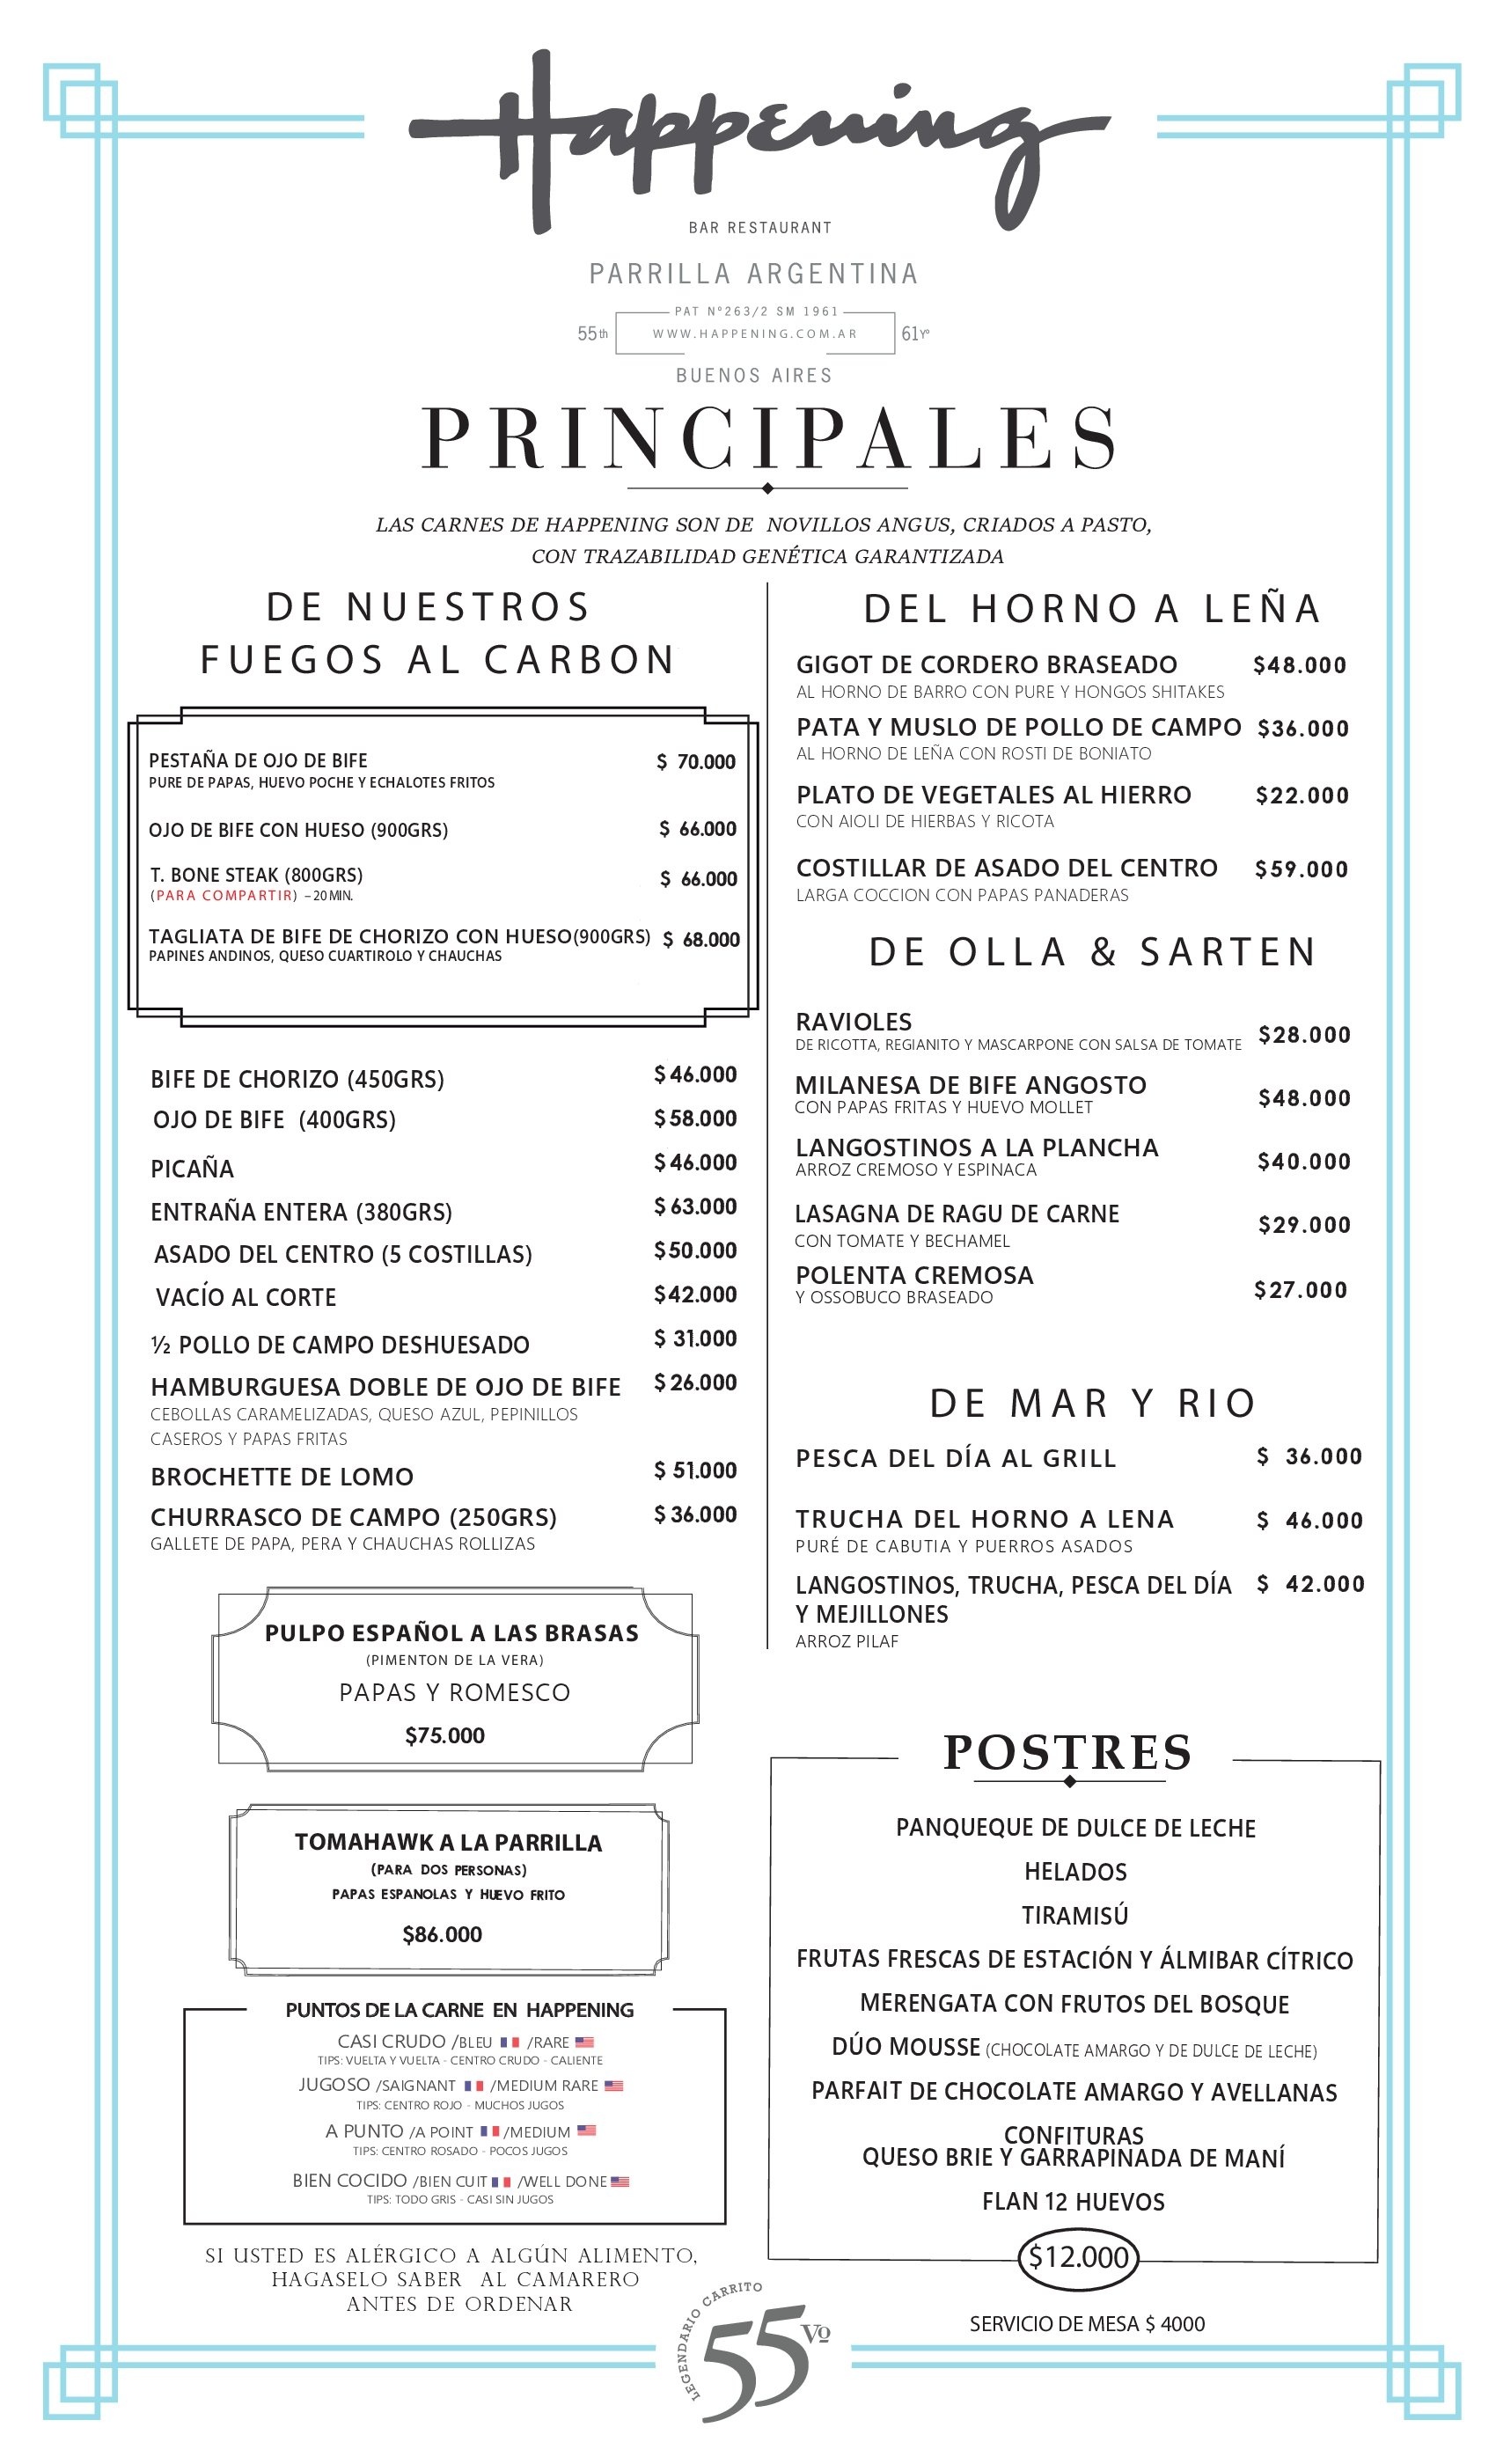 Happening
BAR RESTAURANT
PARRILLA ARGENTINA
PAT Nº263/2 SM 1961
55th WWW.HAPPENING.COM.AR 61Yº
BUENOS AIRES
PRINCIPALES
LAS CARNES DE HAPPENING SON DE NOVILLOS ANGUS, CRIADOS A PASTO,
CON TRAZABILIDAD GENÉTICA GARANTIZADA
DE NUESTROS
FUEGOS AL CARBON
PESTAÑA DE OJO DE BIFE $ 70.000
PURE DE PAPAS, HUEVO POCHE Y ECHALOTES FRITOS
OJO DE BIFE CON HUESO (900GRS) $ 66.000
T. BONE STEAK (800GRS) $ 66.000
(PARA COMPARTIR) –20 MIN.
TAGLIATA DE BIFE DE CHORIZO CON HUESO(900GRS) $ 68.000
PAPINES ANDINOS, QUESO CUARTIROLO Y CHAUCHAS
BIFE DE CHORIZO (450GRS) $46.000
OJO DE BIFE (400GRS) $58.000
PICAÑA $46.000
ENTRAÑA ENTERA (380GRS) $63.000
ASADO DEL CENTRO (5 COSTILLAS) $50.000
VACÍO AL CORTE $42.000
½ POLLO DE CAMPO DESHUESADO $ 31.000
HAMBURGUESA DOBLE DE OJO DE BIFE $26.000
CEBOLLAS CARAMELIZADAS, QUESO AZUL, PEPINILLOS
CASEROS Y PAPAS FRITAS
BROCHETTE DE LOMO $ 51.000
CHURRASCO DE CAMPO (250GRS) $36.000
GALLETE DE PAPA, PERA Y CHAUCHAS ROLLIZAS
PULPO ESPAÑOL A LAS BRASAS
(PIMENTON DE LA VERA)
PAPAS Y ROMESCO
$75.000
TOMAHAWK A LA PARRILLA
(PARA DOS PERSONAS)
PAPAS ESPANOLAS Y HUEVO FRITO
$86.000
PUNTOS DE LA CARNE EN HAPPENING
CASI CRUDO /BLEU /RARE
TIPS: VUELTA Y VUELTA - CENTRO CRUDO - CALIENTE
JUGOSO /SAIGNANT /MEDIUM RARE
TIPS: CENTRO ROJO - MUCHOS JUGOS
A PUNTO /A POINT /MEDIUM
TIPS: CENTRO ROSADO - POCOS JUGOS
BIEN COCIDO /BIEN CUIT /WELL DONE
TIPS: TODO GRIS - CASI SIN JUGOS
SI USTED ES ALÉRGICO A ALGÚN ALIMENTO,
HAGASELO SABER AL CAMARERO
ANTES DE ORDENAR
DEL HORNO A LEÑA
GIGOT DE CORDERO BRASEADO $48.000
AL HORNO DE BARRO CON PURE Y HONGOS SHITAKES
PATA Y MUSLO DE POLLO DE CAMPO $36.000
AL HORNO DE LEÑA CON ROSTI DE BONIATO
PLATO DE VEGETALES AL HIERRO $22.000
CON AIOLI DE HIERBAS Y RICOTA
COSTILLAR DE ASADO DEL CENTRO $59.000
LARGA COCCION CON PAPAS PANADERAS
DE OLLA & SARTEN
RAVIOLES $28.000
DE RICOTTA, REGIANITO Y MASCARPONE CON SALSA DE TOMATE
MILANESA DE BIFE ANGOSTO $48.000
CON PAPAS FRITAS Y HUEVO MOLLET
LANGOSTINOS A LA PLANCHA $40.000
ARROZ CREMOSO Y ESPINACA
LASAGNA DE RAGU DE CARNE $29.000
CON TOMATE Y BECHAMEL
POLENTA CREMOSA $27.000
Y OSSOBUCO BRASEADO
DE MAR Y RIO
PESCA DEL DÍA AL GRILL $ 36.000
TRUCHA DEL HORNO A LENA $ 46.000
PURÉ DE CABUTIA Y PUERROS ASADOS
LANGOSTINOS, TRUCHA, PESCA DEL DÍA $ 42.000
Y MEJILLONES
ARROZ PILAF
POSTRES
PANQUEQUE DE DULCE DE LECHE
HELADOS
TIRAMISÚ
FRUTAS FRESCAS DE ESTACIÓN Y ÁLMIBAR CÍTRICO
MERENGATA CON FRUTOS DEL BOSQUE
DÚO MOUSSE (CHOCOLATE AMARGO Y DE DULCE DE LECHE)
PARFAIT DE CHOCOLATE AMARGO Y AVELLANAS
CONFITURAS
QUESO BRIE Y GARRAPINADA DE MANÍ
FLAN 12 HUEVOS
$12.000
SERVICIO DE MESA $ 4000
LEGENDARIO CARRITO
55 Vº